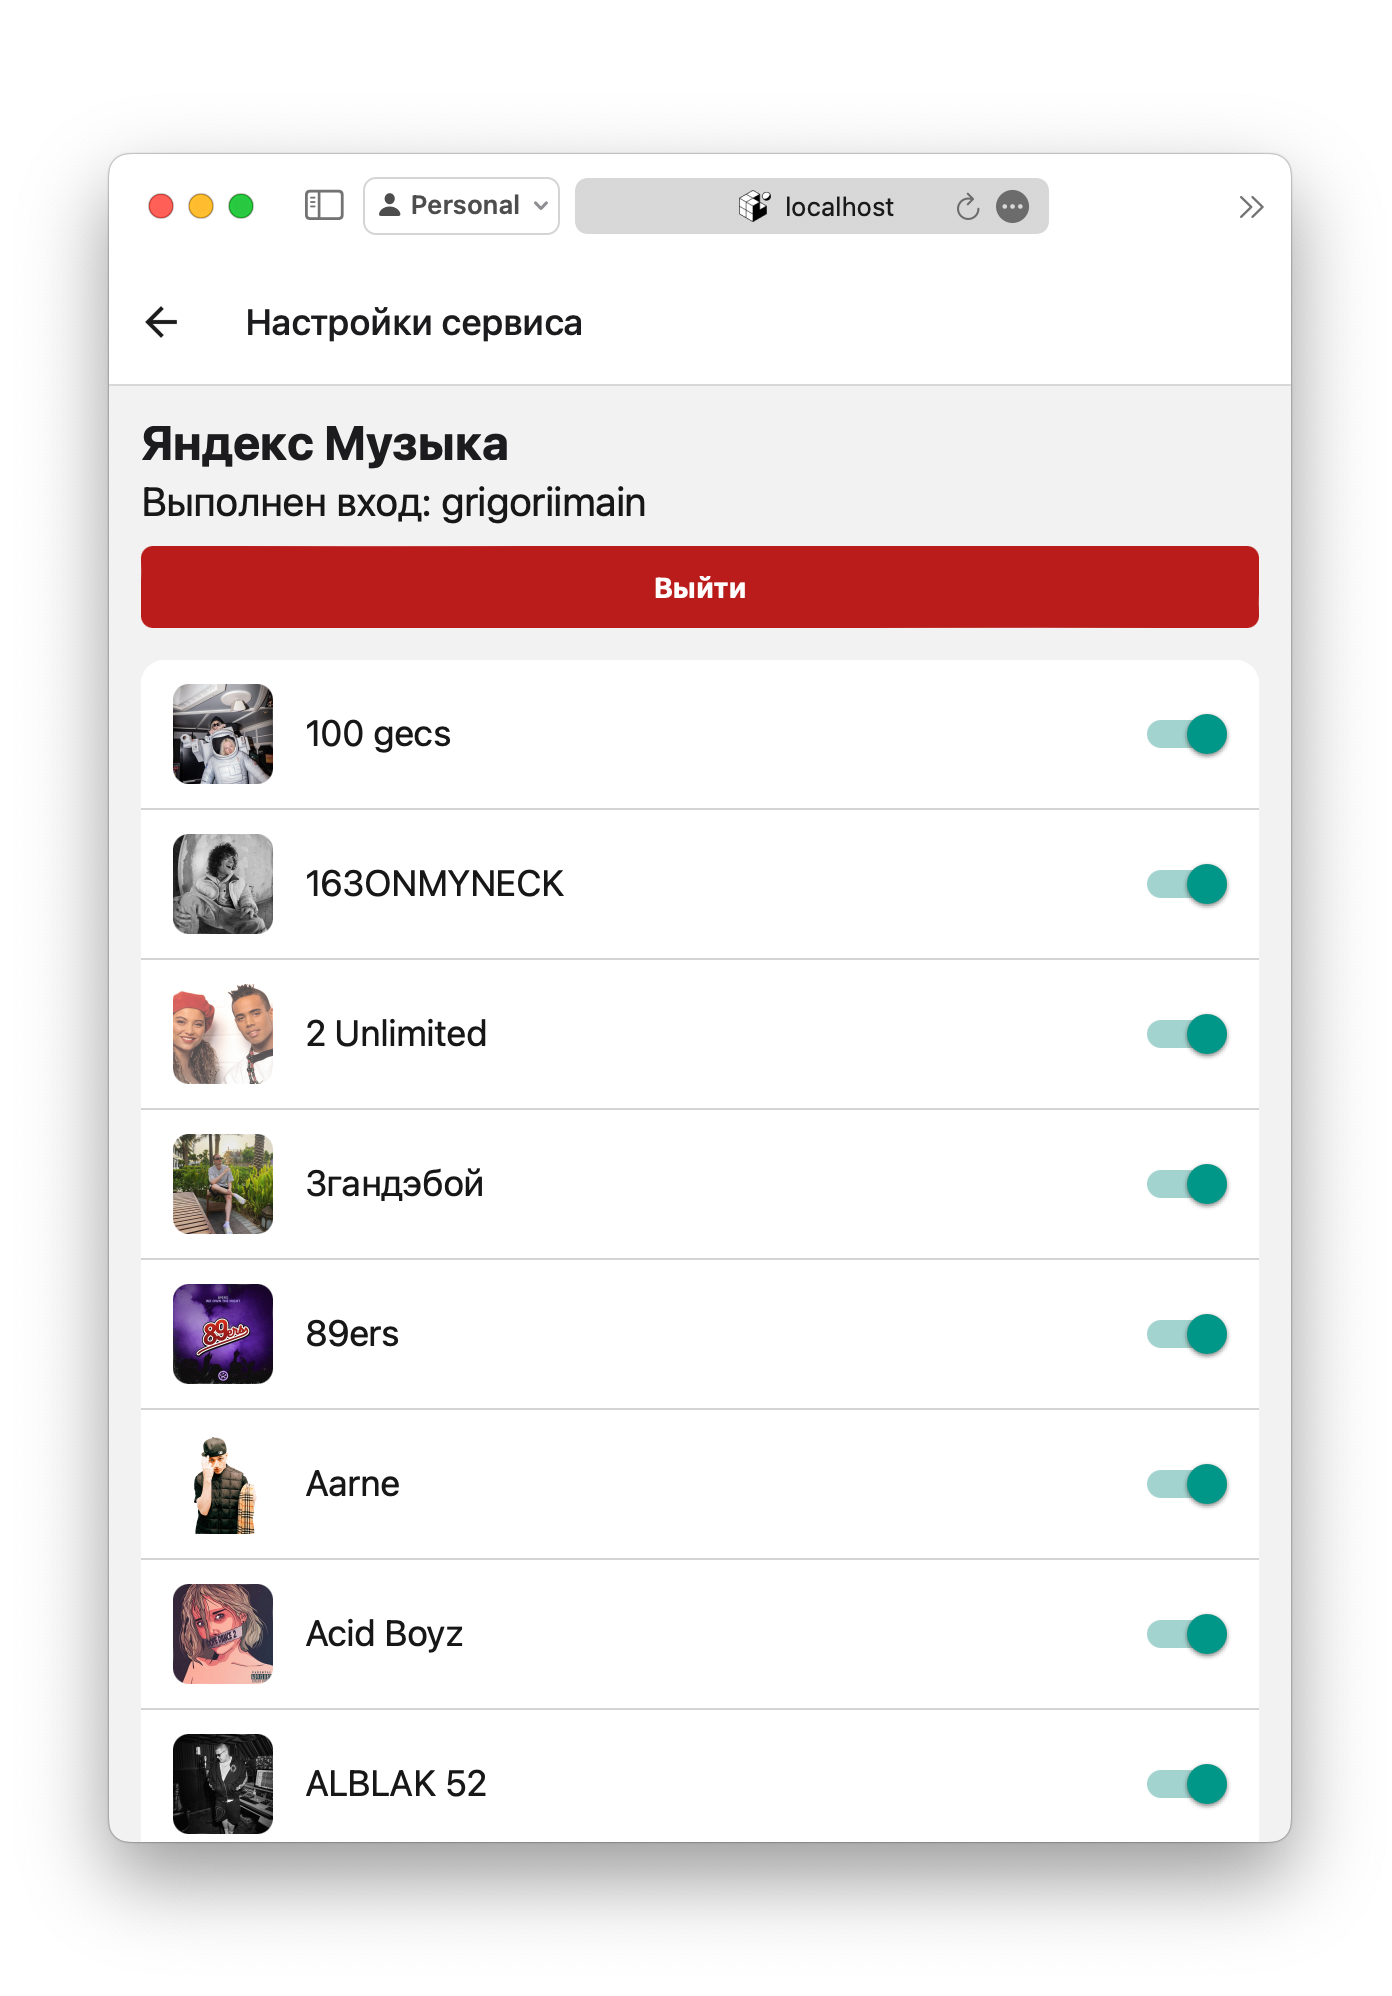 Personal
localhost
Настройки сервиса
Яндекс Музыка
Выполнен вход: grigoriimain
Выйти
100 gecs
163ONMYNECK
2 Unlimited
3гандэбой
89ers
89ers
Aarne
Acid Boyz
ALBLAK 52